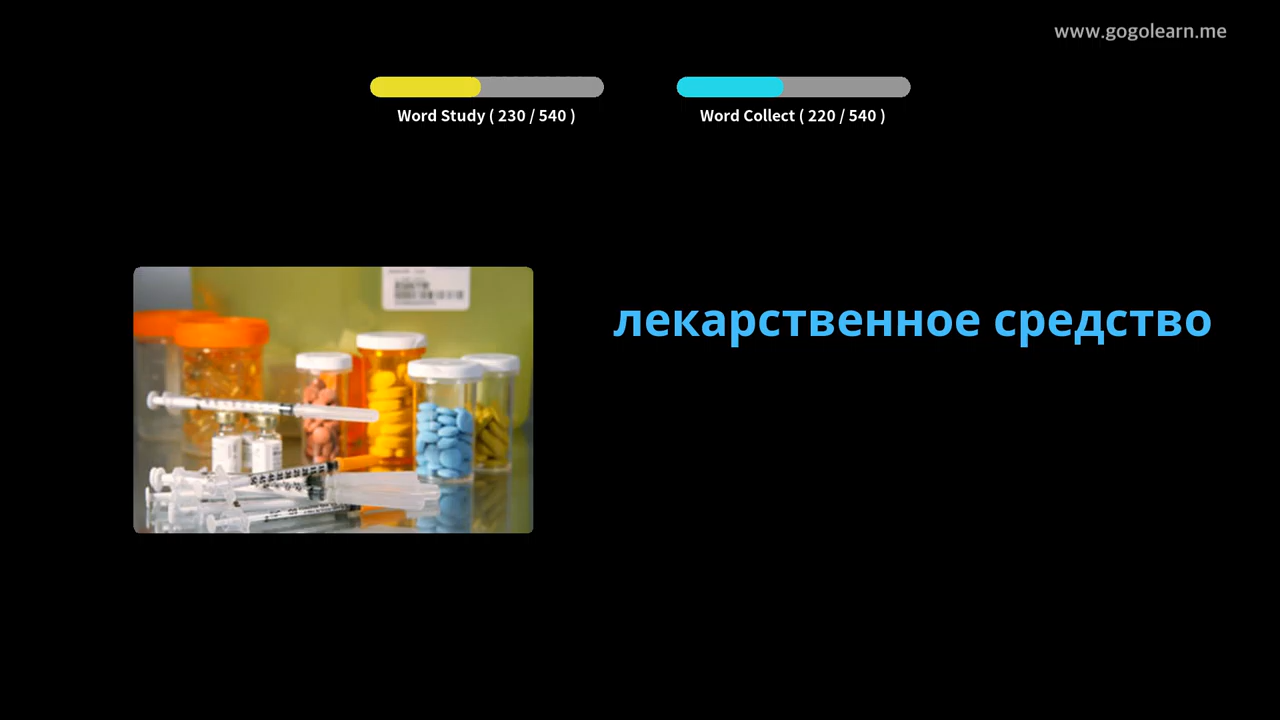 www.gogolearn.me
Word Study ( 230 / 540 )
Word Collect ( 220 / 540 )
лекарственное средство